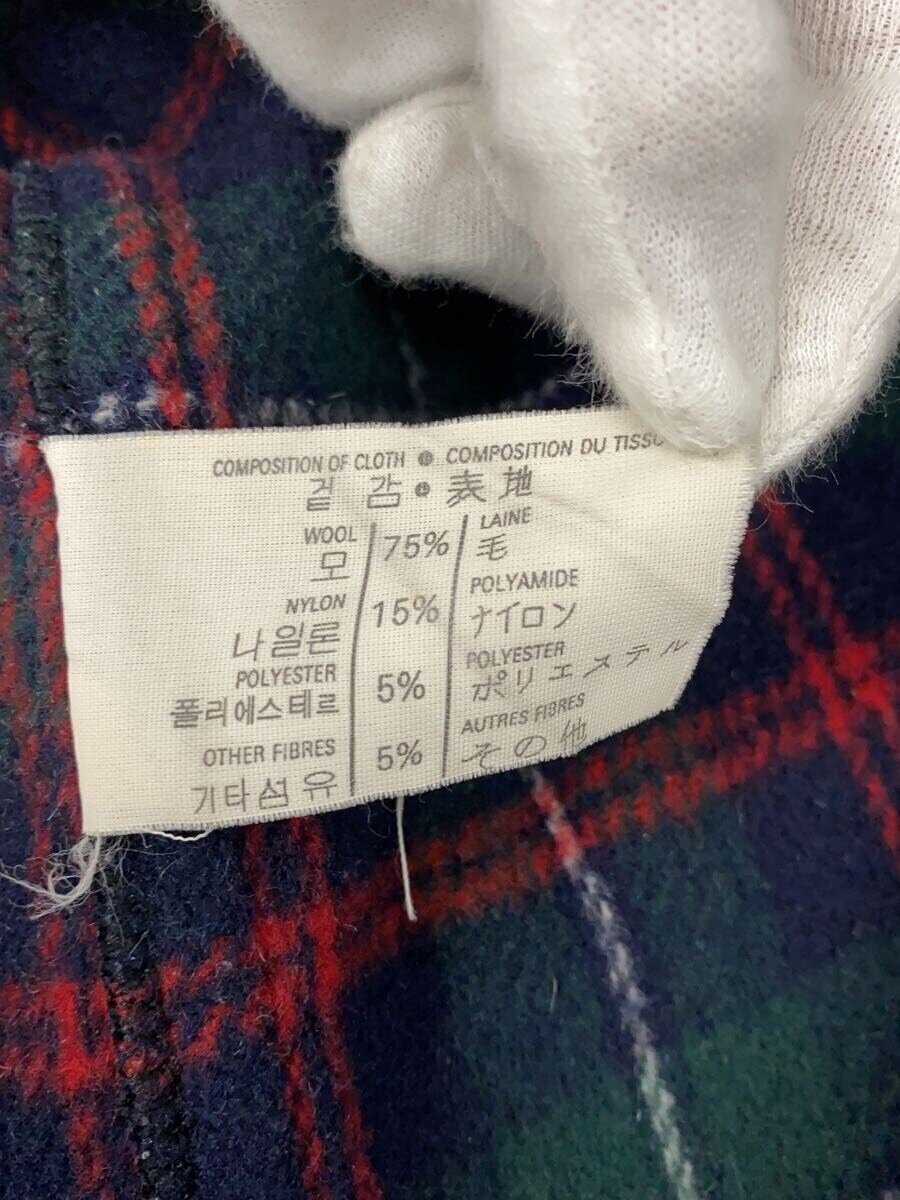 COMPOSITION OF CLOTH ● COMPOSITION DU TISSU
겉 감 ● 表地
WOOL 75% LAINE
모 毛
NYLON 15% POLYAMIDE
나일론 ナイロン
POLYESTER 5% POLYESTER
폴리에스테르 ポリエステル
OTHER FIBRES 5% AUTRES FIBRES
기타섬유 その他